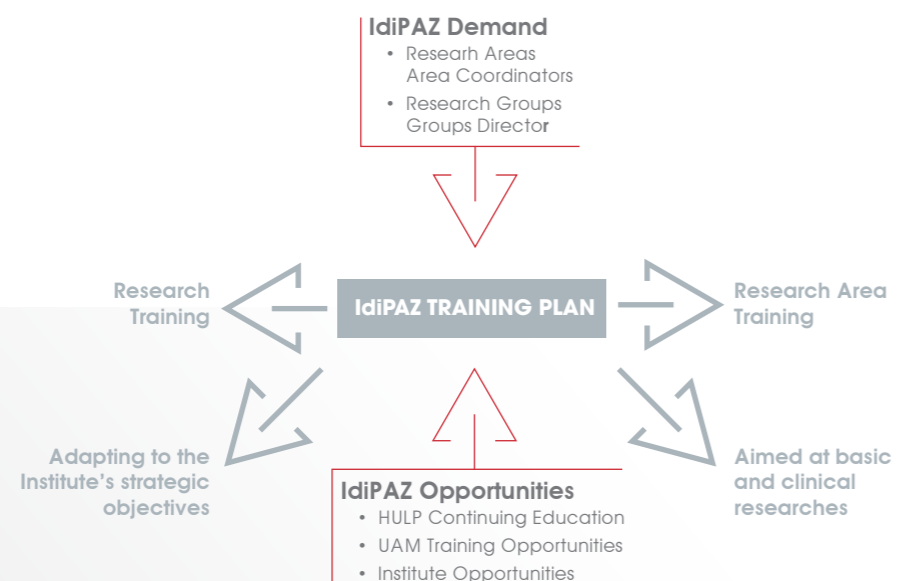 IdiPAZ Demand
• Researh Areas
Area Coordinators
• Research Groups
Groups Director
Research
Training
IdiPAZ TRAINING PLAN
Research Area
Training
Adapting to the
Institute's strategic
objectives
Aimed at basic
and clinical
researches
IdiPAZ Opportunities
• HULP Continuing Education
• UAM Training Opportunities
• Institute Opportunities